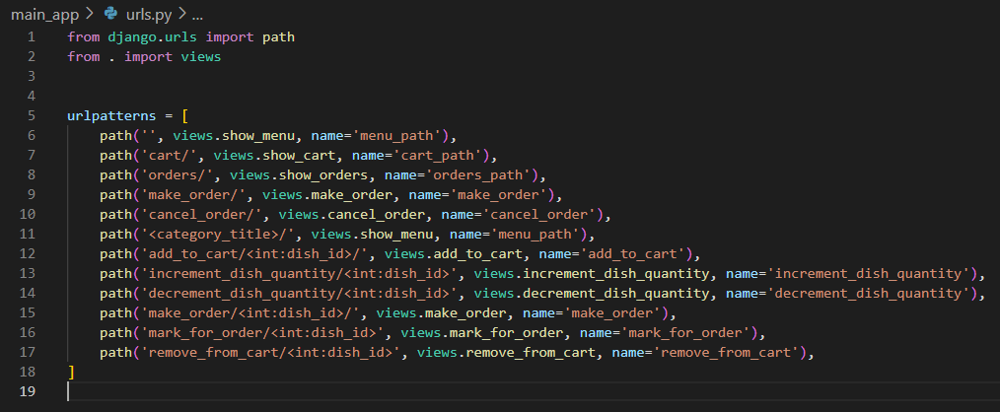 main_app > urls.py > ...
1 from django.urls import path
2 from . import views
3
4
5 urlpatterns = [
6     path('', views.show_menu, name='menu_path'),
7     path('cart/', views.show_cart, name='cart_path'),
8     path('orders/', views.show_orders, name='orders_path'),
9     path('make_order/', views.make_order, name='make_order'),
10     path('cancel_order/', views.cancel_order, name='cancel_order'),
11     path('<category_title>/', views.show_menu, name='menu_path'),
12     path('add_to_cart/<int:dish_id>/', views.add_to_cart, name='add_to_cart'),
13     path('increment_dish_quantity/<int:dish_id>', views.increment_dish_quantity, name='increment_dish_quantity'),
14     path('decrement_dish_quantity/<int:dish_id>', views.decrement_dish_quantity, name='decrement_dish_quantity'),
15     path('make_order/<int:dish_id>/', views.make_order, name='make_order'),
16     path('mark_for_order/<int:dish_id>', views.mark_for_order, name='mark_for_order'),
17     path('remove_from_cart/<int:dish_id>', views.remove_from_cart, name='remove_from_cart'),
18 ]
19